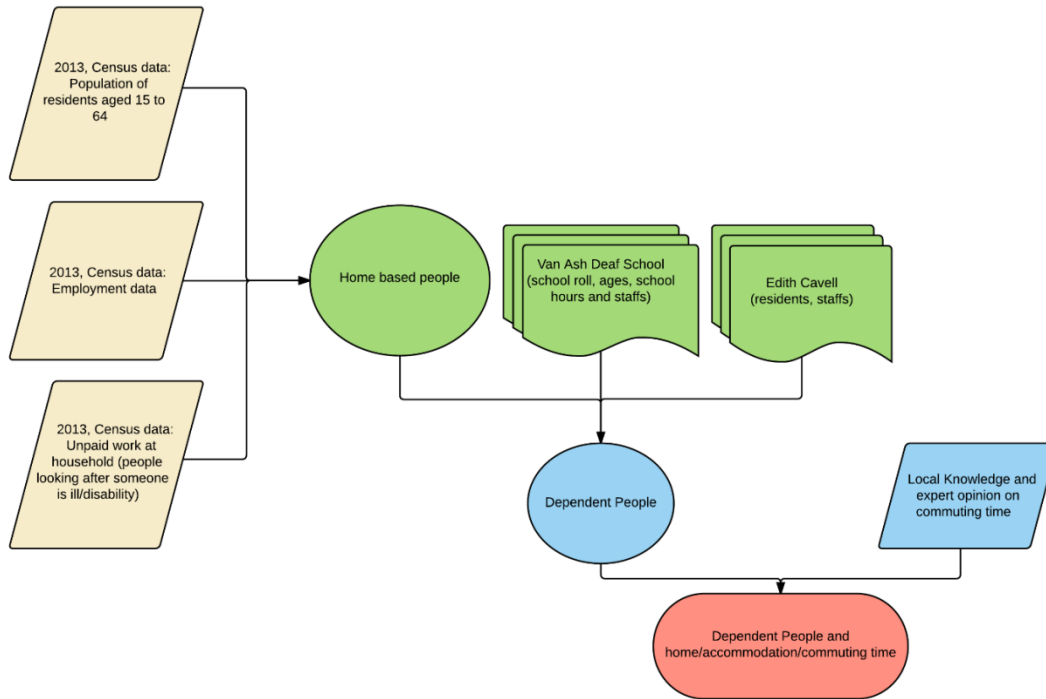 2013, Census data:
Population of
residents aged 15 to
64
2013, Census data:
Employment data
2013, Census data:
Unpaid work at
household (people
looking after someone
is ill/disability)
Home based people
Van Ash Deaf School
(school roll, ages, school
hours and staffs)
Edith Cavell
(residents, staffs)
Dependent People
Local Knowledge and
expert opinion on
commuting time
Dependent People and
home/accommodation/commuting time